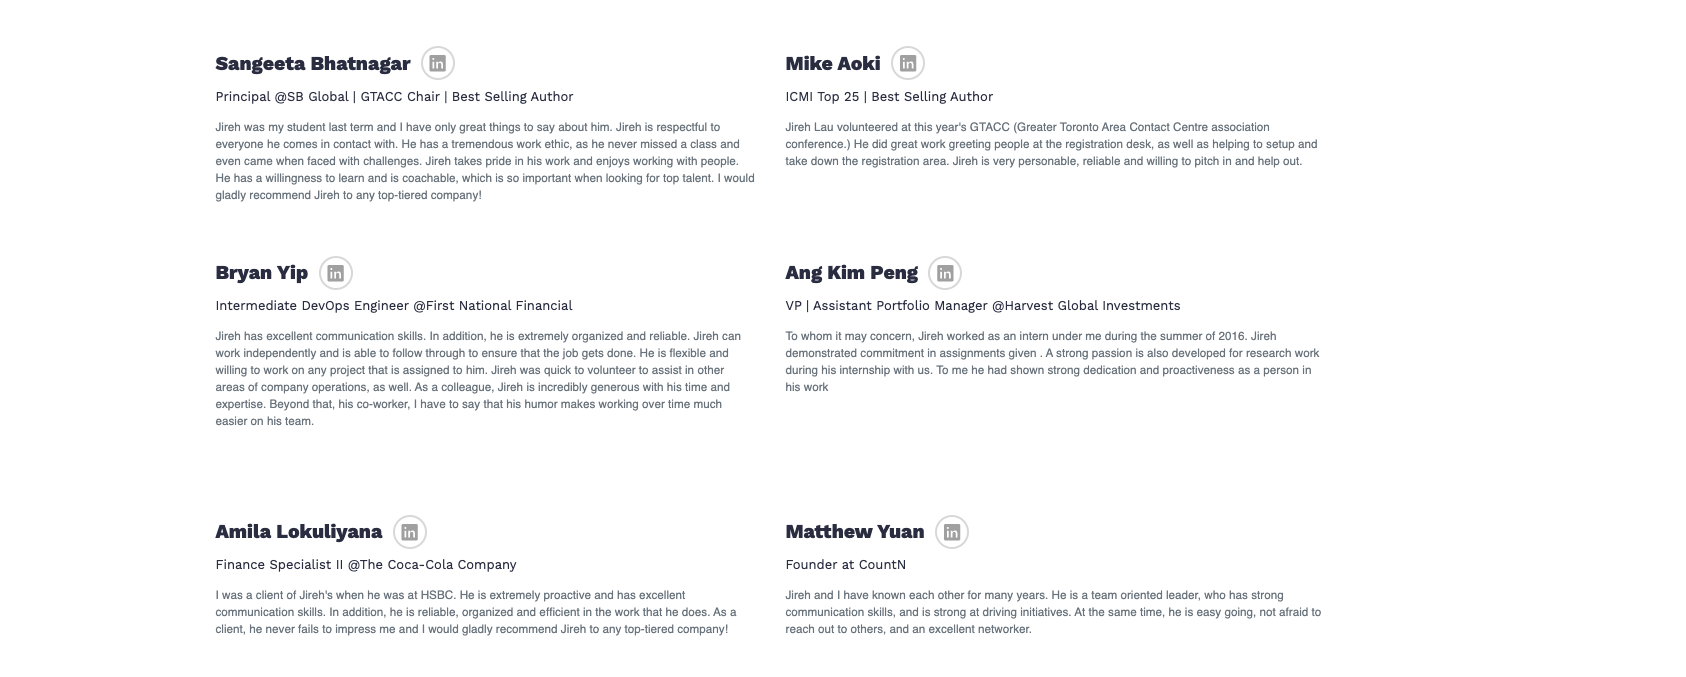 Sangeeta Bhatnagar in
Principal @SB Global | GTACC Chair | Best Selling Author
Jireh was my student last term and I have only great things to say about him. Jireh is respectful to
everyone he comes in contact with. He has a tremendous work ethic, as he never missed a class and
even came when faced with challenges. Jireh takes pride in his work and enjoys working with people.
He has a willingness to learn and is coachable, which is so important when looking for top talent. I would
gladly recommend Jireh to any top-tiered company!
Mike Aoki in
ICMI Top 25 | Best Selling Author
Jireh Lau volunteered at this year's GTACC (Greater Toronto Area Contact Centre association
conference.) He did great work greeting people at the registration desk, as well as helping to setup and
take down the registration area. Jireh is very personable, reliable and willing to pitch in and help out.
Bryan Yip in
Intermediate DevOps Engineer @First National Financial
Jireh has excellent communication skills. In addition, he is extremely organized and reliable. Jireh can
work independently and is able to follow through to ensure that the job gets done. He is flexible and
willing to work on any project that is assigned to him. Jireh was quick to volunteer to assist in other
areas of company operations, as well. As a colleague, Jireh is incredibly generous with his time and
expertise. Beyond that, his co-worker, I have to say that his humor makes working over time much
easier on his team.
Ang Kim Peng in
VP | Assistant Portfolio Manager @Harvest Global Investments
To whom it may concern, Jireh worked as an intern under me during the summer of 2016. Jireh
demonstrated commitment in assignments given . A strong passion is also developed for research work
during his internship with us. To me he had shown strong dedication and proactiveness as a person in
his work
Amila Lokuliyana in
Finance Specialist II @The Coca-Cola Company
I was a client of Jireh's when he was at HSBC. He is extremely proactive and has excellent
communication skills. In addition, he is reliable, organized and efficient in the work that he does. As a
client, he never fails to impress me and I would gladly recommend Jireh to any top-tiered company!
Matthew Yuan in
Founder at CountN
Jireh and I have known each other for many years. He is a team oriented leader, who has strong
communication skills, and is strong at driving initiatives. At the same time, he is easy going, not afraid to
reach out to others, and an excellent networker.